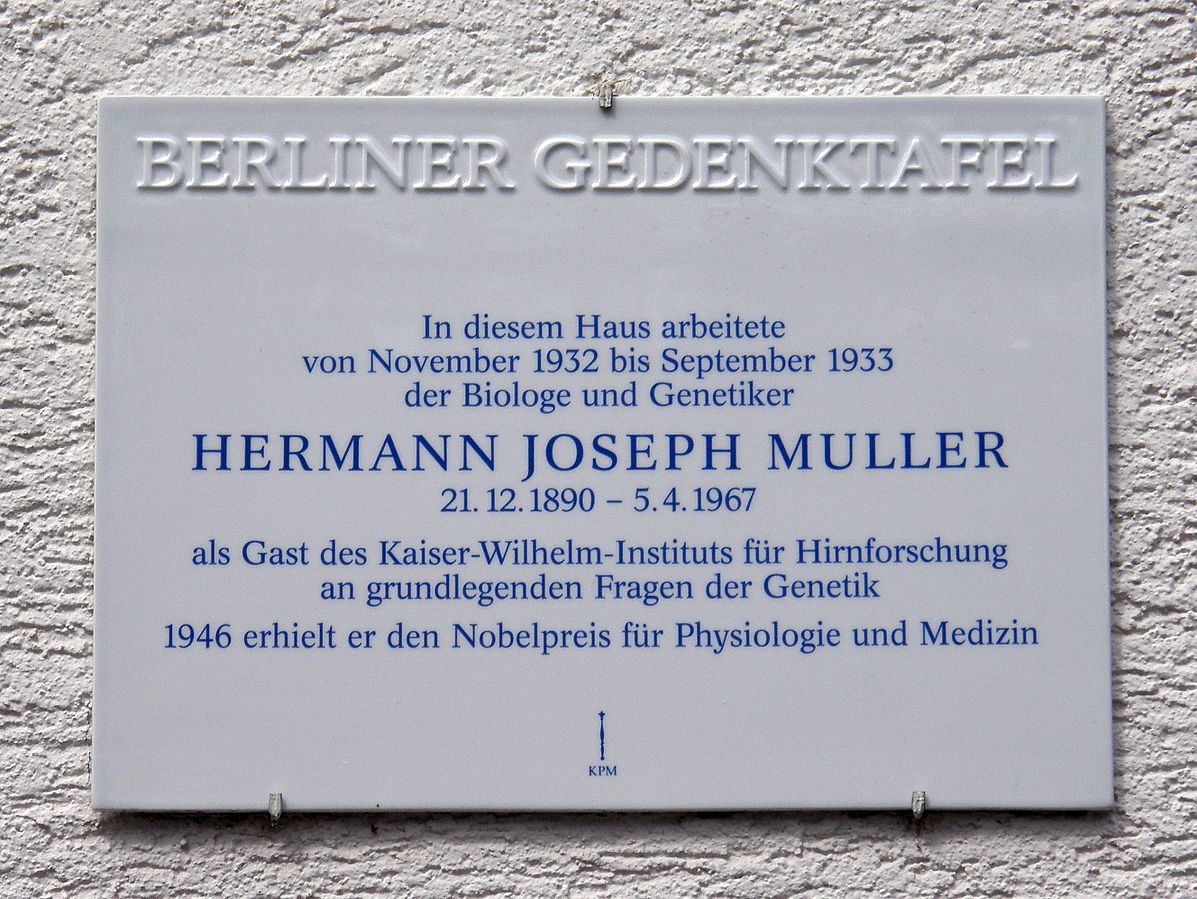 BERLINER GEDENKTAFEL
In diesem Haus arbeitete
von November 1932 bis September 1933
der Biologe und Genetiker
HERMANN JOSEPH MULLER
21. 12. 1890 – 5. 4. 1967
als Gast des Kaiser-Wilhelm-Instituts für Hirnforschung
an grundlegenden Fragen der Genetik
1946 erhielt er den Nobelpreis für Physiologie und Medizin
KPM